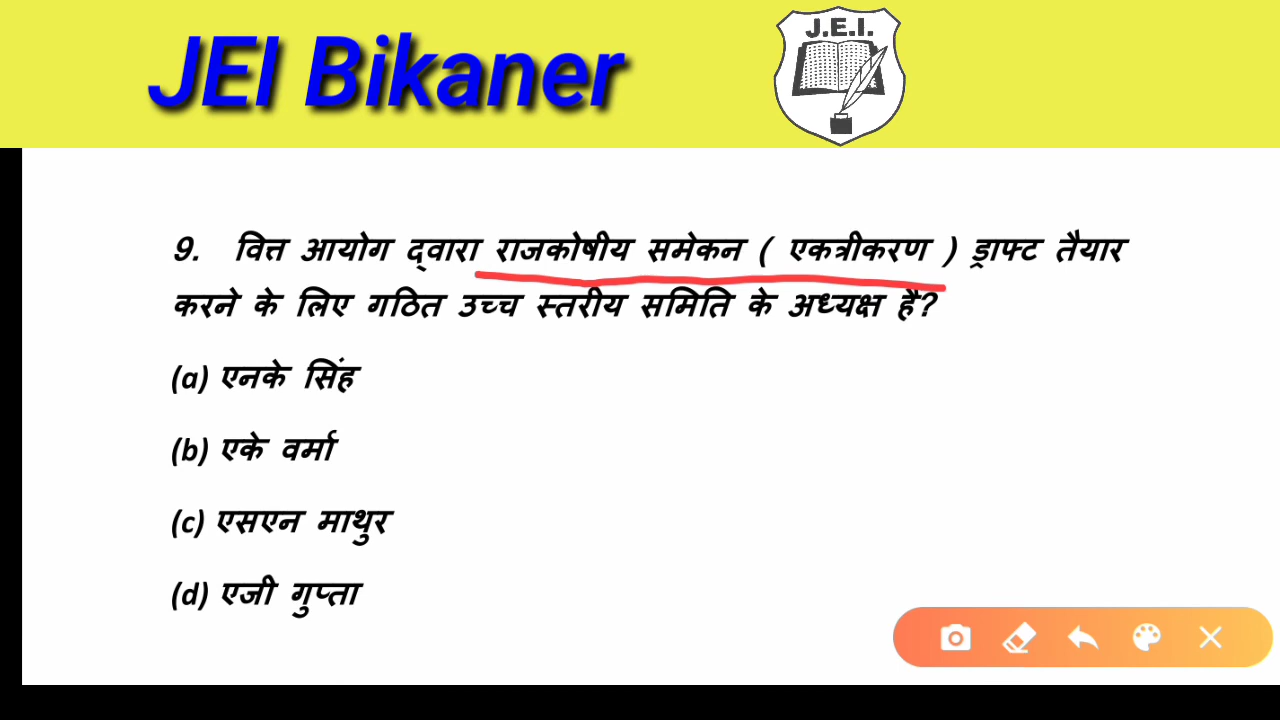 JEI Bikaner
J.E.I.
9. वित्त आयोग द्वारा राजकोषीय समेकन ( एकत्रीकरण ) ड्राफ्ट तैयार
करने के लिए गठित उच्च स्तरीय समिति के अध्यक्ष है?
(a) एनके सिंह
(b) एके वर्मा
(c) एसएन माथुर
(d) एजी गुप्ता